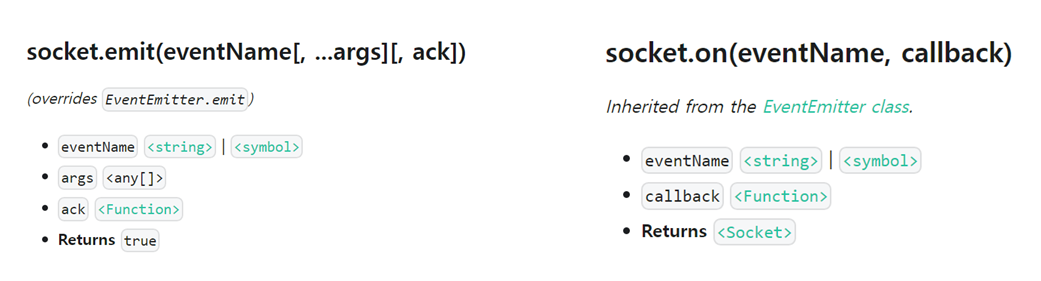 socket.emit(eventName[, ...args][, ack])
(overrides EventEmitter.emit)
• eventName <string> | <symbol>
• args <any[]>
• ack <Function>
• Returns true
socket.on(eventName, callback)
Inherited from the EventEmitter class.
• eventName <string> | <symbol>
• callback <Function>
• Returns <Socket>